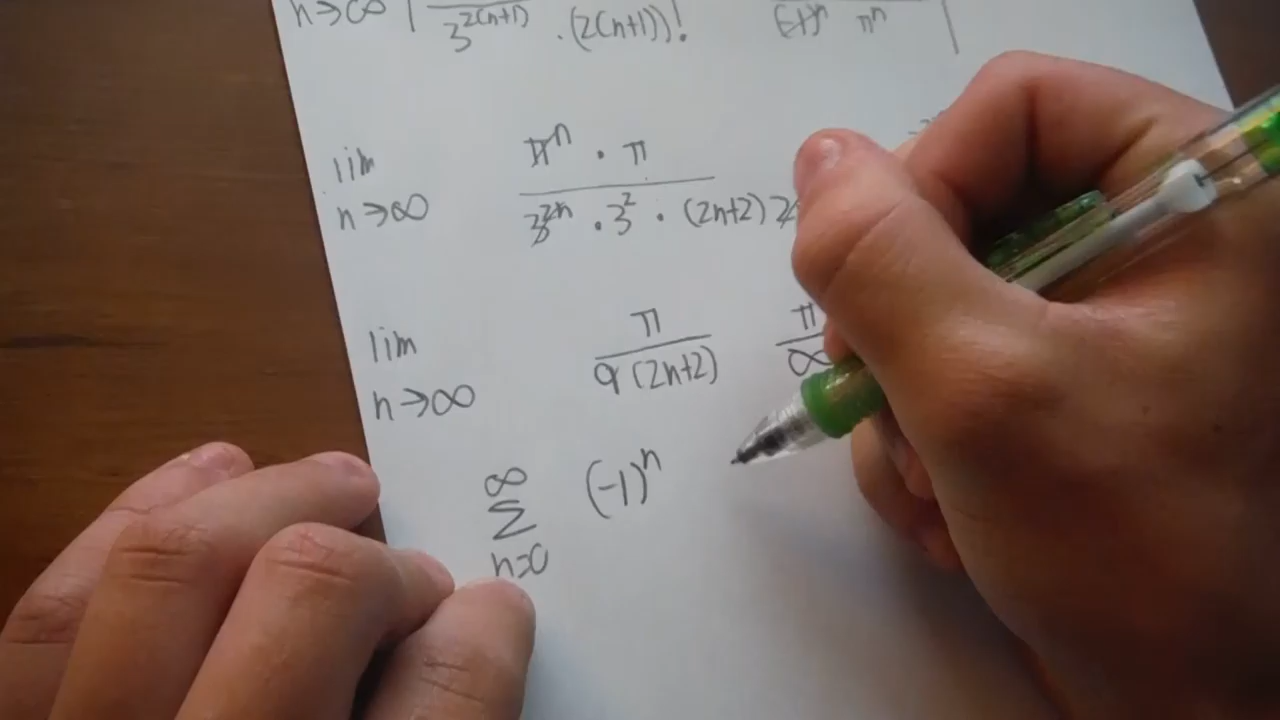 n→∞ | 3^{2(n+1)} · (2(n+1))! (-1)^n π^n |
lim n→∞ π^n · π / 3^{2n} · 3^2 · (2n+2)
lim n→∞ π / 9(2n+2) π / ∞
∞ Σ n=0 (-1)^n